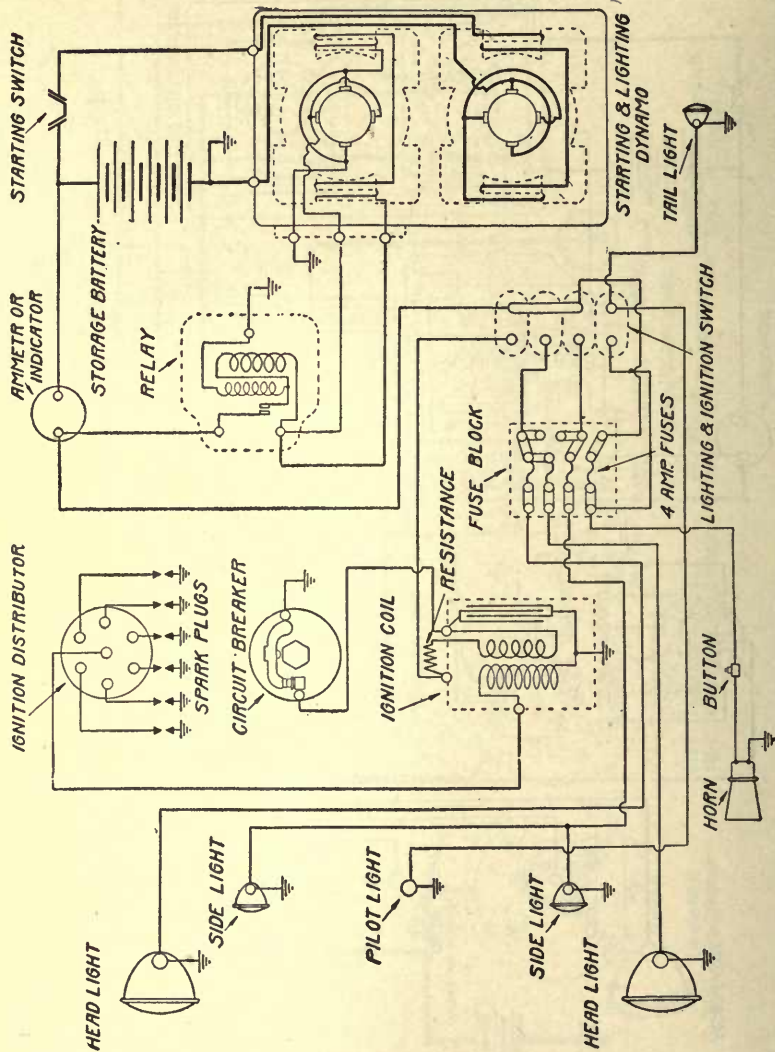 STARTING SWITCH
STORAGE BATTERY
AMMETR OR
INDICATOR
RELAY
STARTING & LIGHTING
DYNAMO
TAIL LIGHT
IGNITION DISTRIBUTOR
SPARK PLUGS
CIRCUIT BREAKER
IGNITION COIL
RESISTANCE
FUSE BLOCK
4 AMP. FUSES
LIGHTING & IGNITION SWITCH
HEAD LIGHT
SIDE LIGHT
PILOT LIGHT
SIDE LIGHT
HEAD LIGHT
HORN
BUTTON